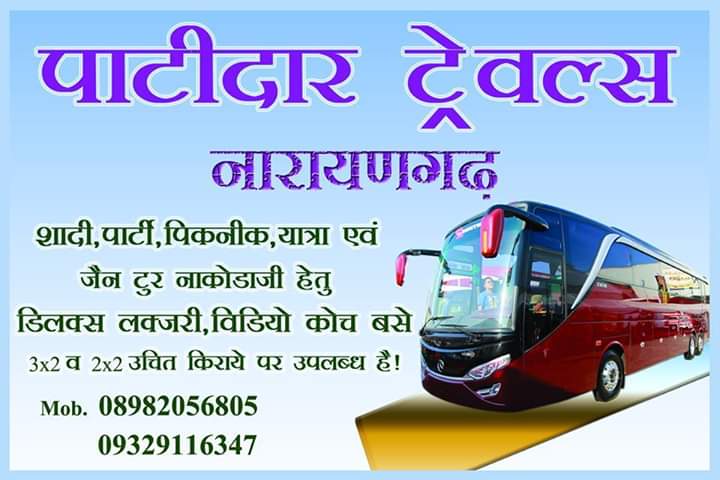 पाटीदार ट्रेवल्स
नारायणगढ़
शादी,पार्टी,पिकनीक,यात्रा एवं
जैन टुर नाकोडाजी हेतु
डिलक्स लक्जरी,विडियो कोच बसे
3x2 व 2x2 उचित किराये पर उपलब्ध है!
Mob. 08982056805
09329116347